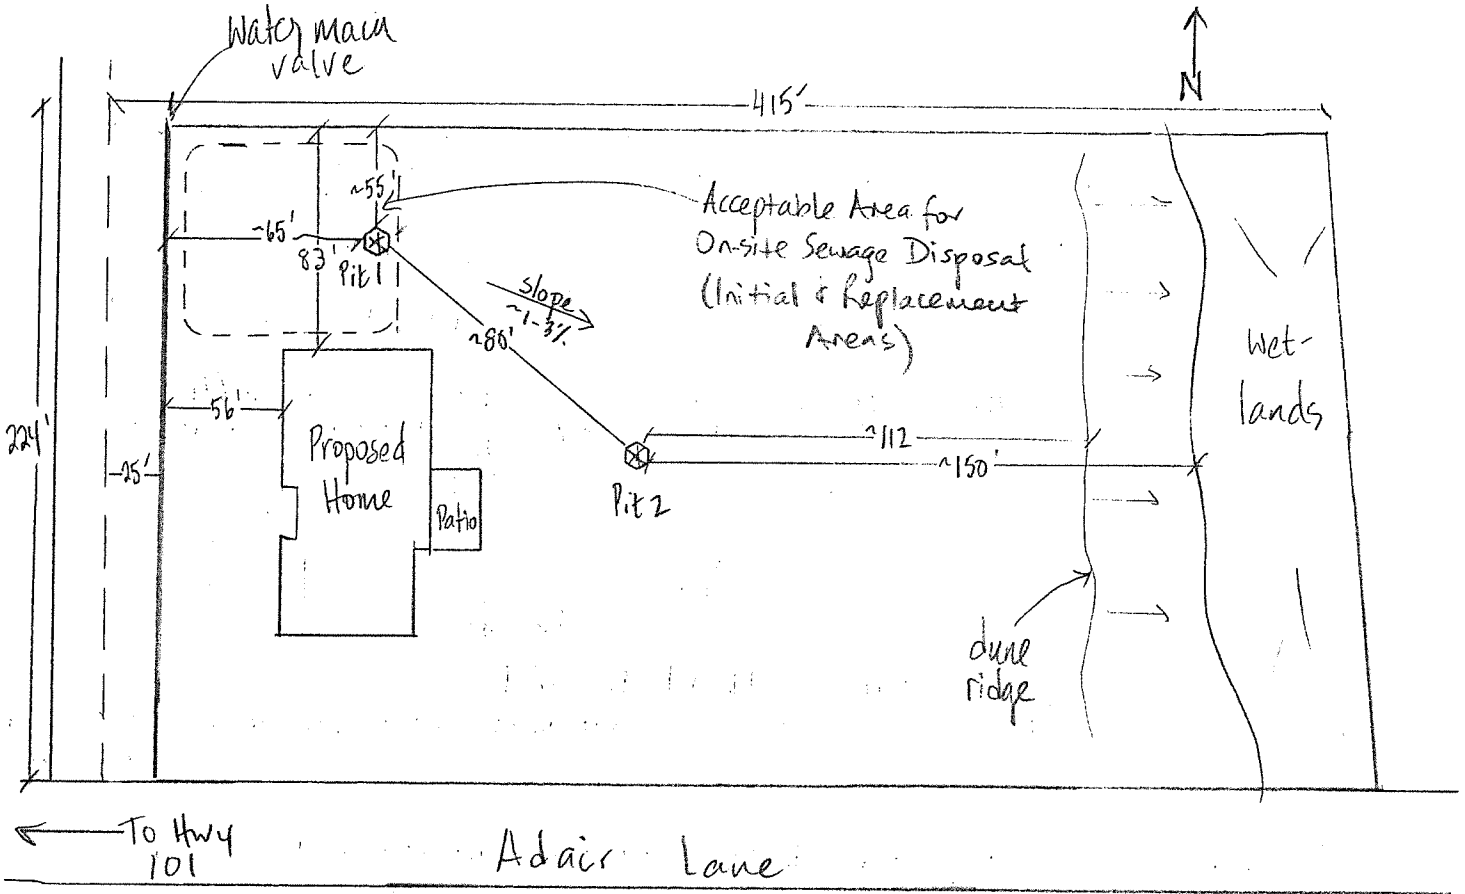 Water main
valve
N
415'
~55'
Acceptable Area for
On-site Sewage Disposal
(Initial & Replacement
Areas)
~65'
83'
Pit 1
slope
~1-3%
~80'
Wet-
lands
56'
224'
~112
~150'
Proposed
Home
25'
Patio
Pit 2
dune
ridge
To Hwy
101
Adair Lane